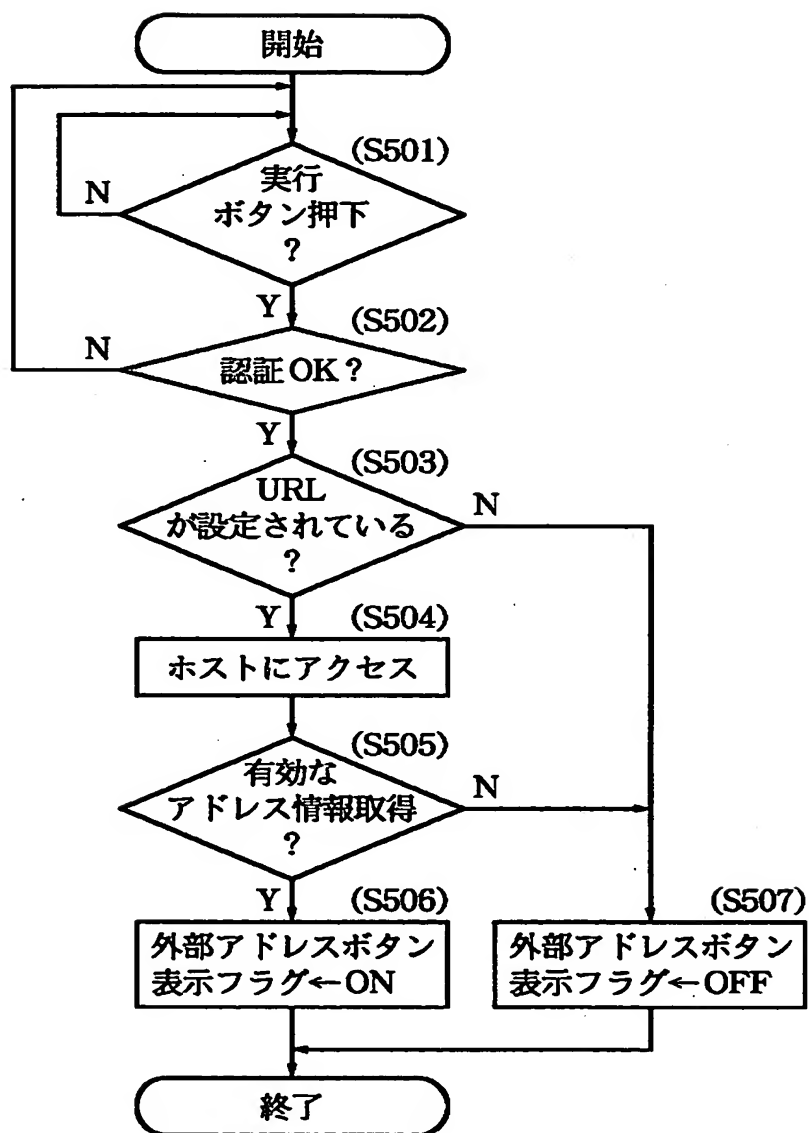 開始
(S501)
実行
ボタン押下
?
N
Y
(S502)
認証OK?
N
Y
(S503)
URL
が設定されている
?
N
Y
(S504)
ホストにアクセス
(S505)
有効な
アドレス情報取得
?
N
Y
(S506)
外部アドレスボタン
表示フラグ←ON
(S507)
外部アドレスボタン
表示フラグ←OFF
終了